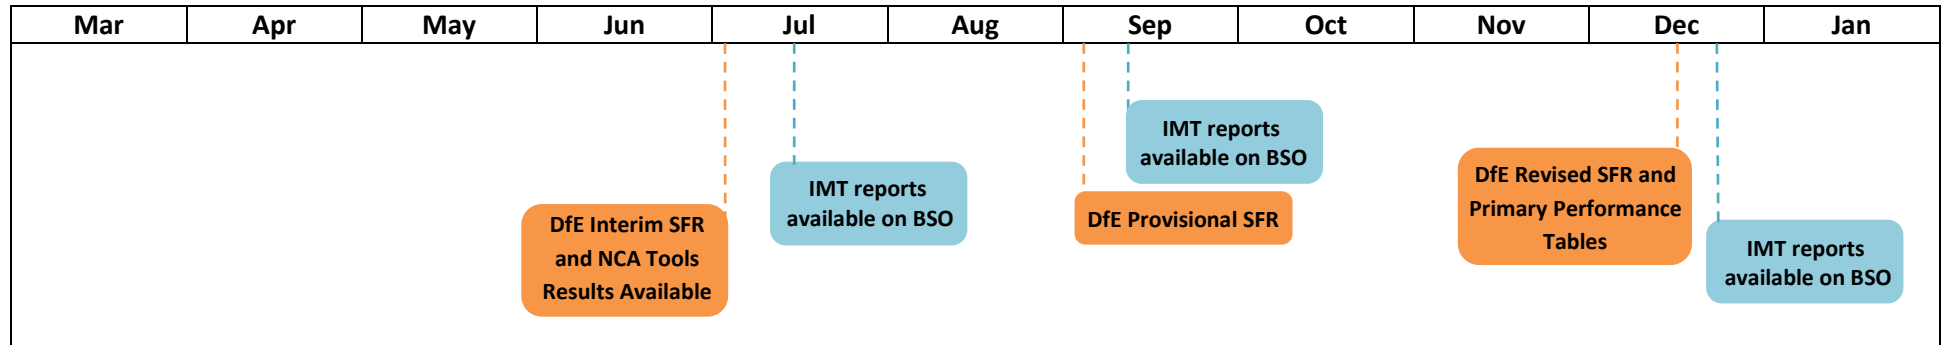 Mar Apr May Jun Jul Aug Sep Oct Nov Dec Jan
DfE Interim SFR
and NCA Tools
Results Available
IMT reports
available on BSO
IMT reports
available on BSO
DfE Provisional SFR
DfE Revised SFR and
Primary Performance
Tables
IMT reports
available on BSO